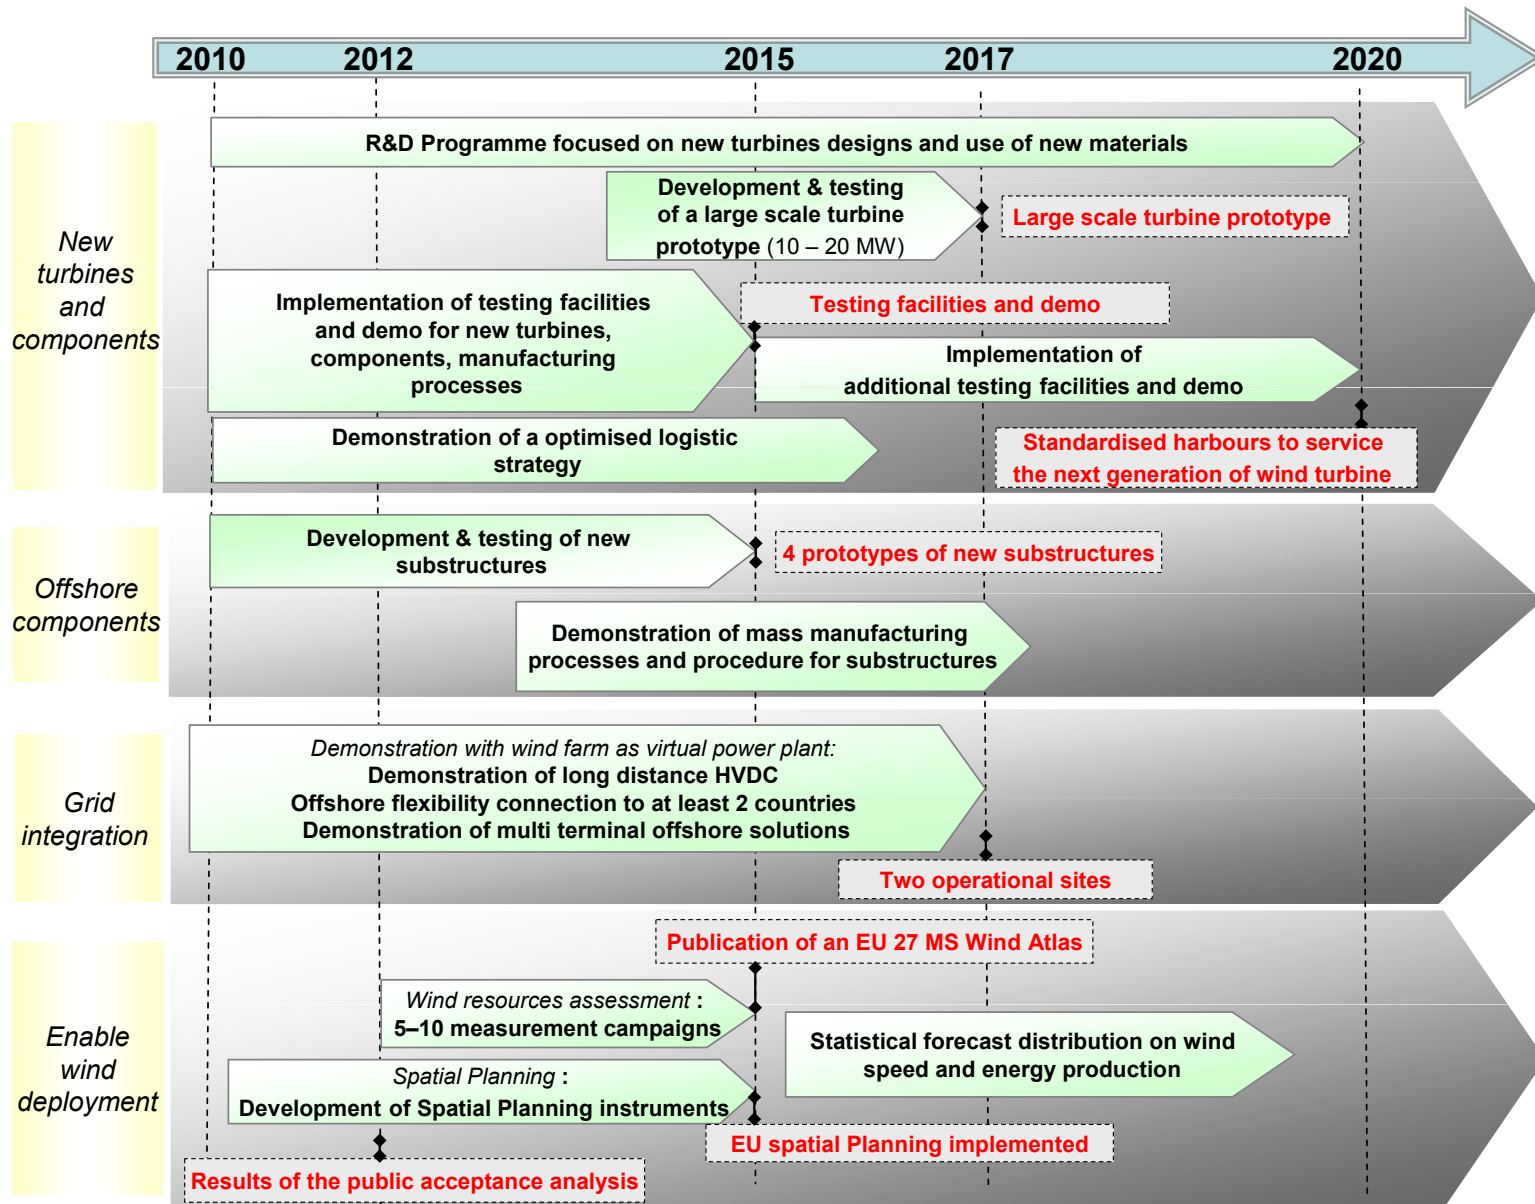 2010 2012 2015 2017 2020
New
turbines
and
components
R&D Programme focused on new turbines designs and use of new materials
Development & testing
of a large scale turbine
prototype (10 – 20 MW)
Large scale turbine prototype
Implementation of testing facilities
and demo for new turbines,
components, manufacturing
processes
Testing facilities and demo
Implementation of
additional testing facilities and demo
Demonstration of a optimised logistic
strategy
Standardised harbours to service
the next generation of wind turbine
Offshore
components
Development & testing of new
substructures
4 prototypes of new substructures
Demonstration of mass manufacturing
processes and procedure for substructures
Grid
integration
Demonstration with wind farm as virtual power plant:
Demonstration of long distance HVDC
Offshore flexibility connection to at least 2 countries
Demonstration of multi terminal offshore solutions
Two operational sites
Enable
wind
deployment
Publication of an EU 27 MS Wind Atlas
Wind resources assessment :
5–10 measurement campaigns
Statistical forecast distribution on wind
speed and energy production
Spatial Planning :
Development of Spatial Planning instruments
EU spatial Planning implemented
Results of the public acceptance analysis